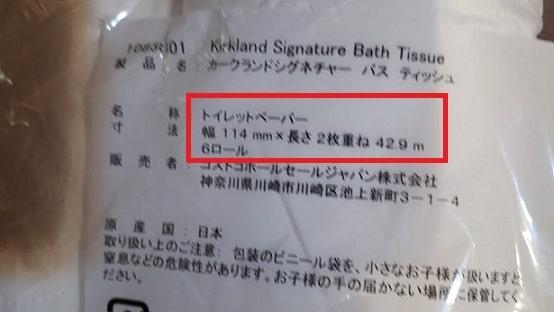 1083801 Kirkland Signature Bath Tissue
製品名:カークランドシグネチャー バス ティッシュ
名称:トイレットペーパー
寸法:幅 114 mm×長さ 2枚重ね 42.9 m
6ロール
販売者:コストコホールセールジャパン株式会社
神奈川県川崎市川崎区池上新町3-1-4
原産国:日本
取り扱い上のご注意:包装のビニール袋を、小さなお子様が扱いますと
窒息などの危険性があります。お子様の手の届かない場所に保管してく
ださい。